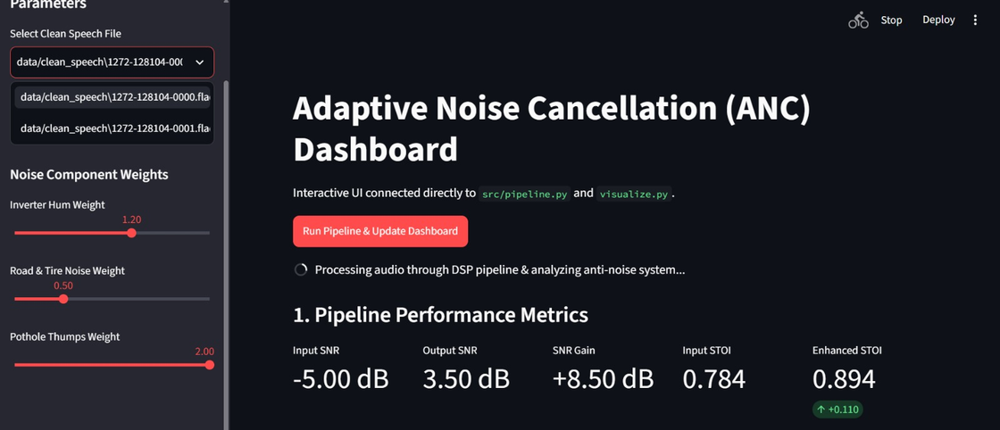 Parameters
Select Clean Speech File
data/clean_speech\1272-128104-00(
data/clean_speech\1272-128104-0000.fla
data/clean_speech\1272-128104-0001.fla
Noise Component Weights
Inverter Hum Weight
1.20
Road & Tire Noise Weight
0.50
Pothole Thumps Weight
2.00
Stop
Deploy
Adaptive Noise Cancellation (ANC)
Dashboard
Interactive UI connected directly to src/pipeline.py and visualize.py.
Run Pipeline & Update Dashboard
Processing audio through DSP pipeline & analyzing anti-noise system...
1. Pipeline Performance Metrics
Input SNR
-5.00 dB
Output SNR
3.50 dB
SNR Gain
+8.50 dB
Input STOI
0.784
Enhanced STOI
0.894
↑ +0.110